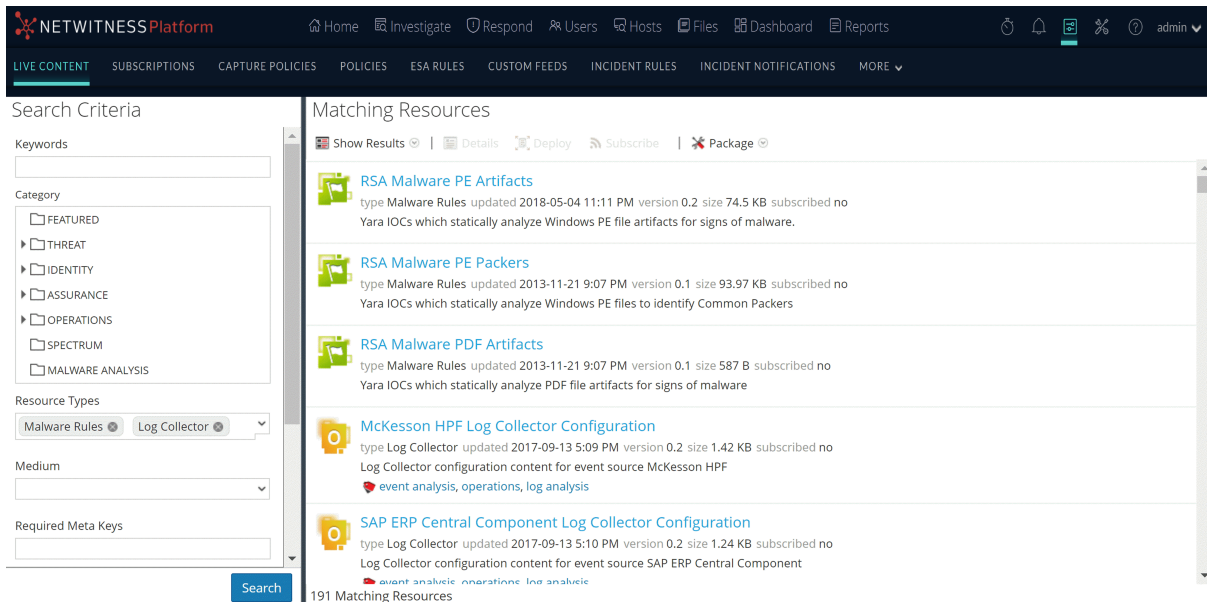 NETWITNESS Platform
Home Investigate Respond Users Hosts Files Dashboard Reports admin
LIVE CONTENT SUBSCRIPTIONS CAPTURE POLICIES POLICIES ESA RULES CUSTOM FEEDS INCIDENT RULES INCIDENT NOTIFICATIONS MORE
Search Criteria
Keywords
Category
FEATURED
THREAT
IDENTITY
ASSURANCE
OPERATIONS
SPECTRUM
MALWARE ANALYSIS
Resource Types
Malware Rules Log Collector
Medium
Required Meta Keys
Search
Matching Resources
Show Results | Details Deploy Subscribe | Package
RSA Malware PE Artifacts
type Malware Rules updated 2018-05-04 11:11 PM version 0.2 size 74.5 KB subscribed no
Yara IOCs which statically analyze Windows PE file artifacts for signs of malware.
RSA Malware PE Packers
type Malware Rules updated 2013-11-21 9:07 PM version 0.1 size 93.97 KB subscribed no
Yara IOCs which statically analyze Windows PE files to identify Common Packers
RSA Malware PDF Artifacts
type Malware Rules updated 2013-11-21 9:07 PM version 0.1 size 587 B subscribed no
Yara IOCs which statically analyze PDF file artifacts for signs of malware
McKesson HPF Log Collector Configuration
type Log Collector updated 2017-09-13 5:09 PM version 0.2 size 1.42 KB subscribed no
Log Collector configuration content for event source McKesson HPF
event analysis, operations, log analysis
SAP ERP Central Component Log Collector Configuration
type Log Collector updated 2017-09-13 5:10 PM version 0.2 size 1.24 KB subscribed no
Log Collector configuration content for event source SAP ERP Central Component
event analysis, operations, log analysis
191 Matching Resources